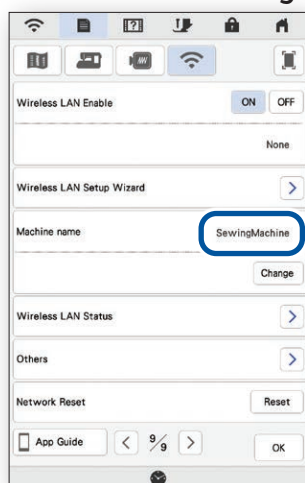 Wireless LAN Enable
ON OFF
None
Wireless LAN Setup Wizard
Machine name SewingMachine
Change
Wireless LAN Status
Others
Network Reset Reset
App Guide 9/9 OK